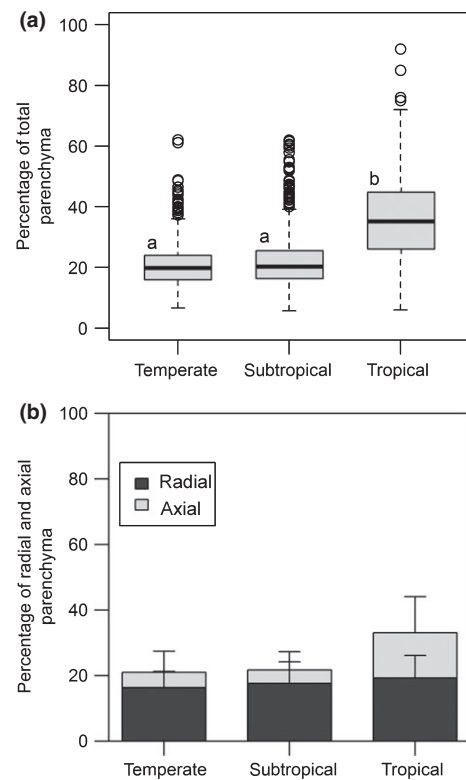 (a)
100
80
60
40
20
0
Percentage of total
parenchyma
a
a
b
Temperate
Subtropical
Tropical
(b)
100
80
60
40
20
0
Percentage of radial and axial
parenchyma
Radial
Axial
Temperate
Subtropical
Tropical